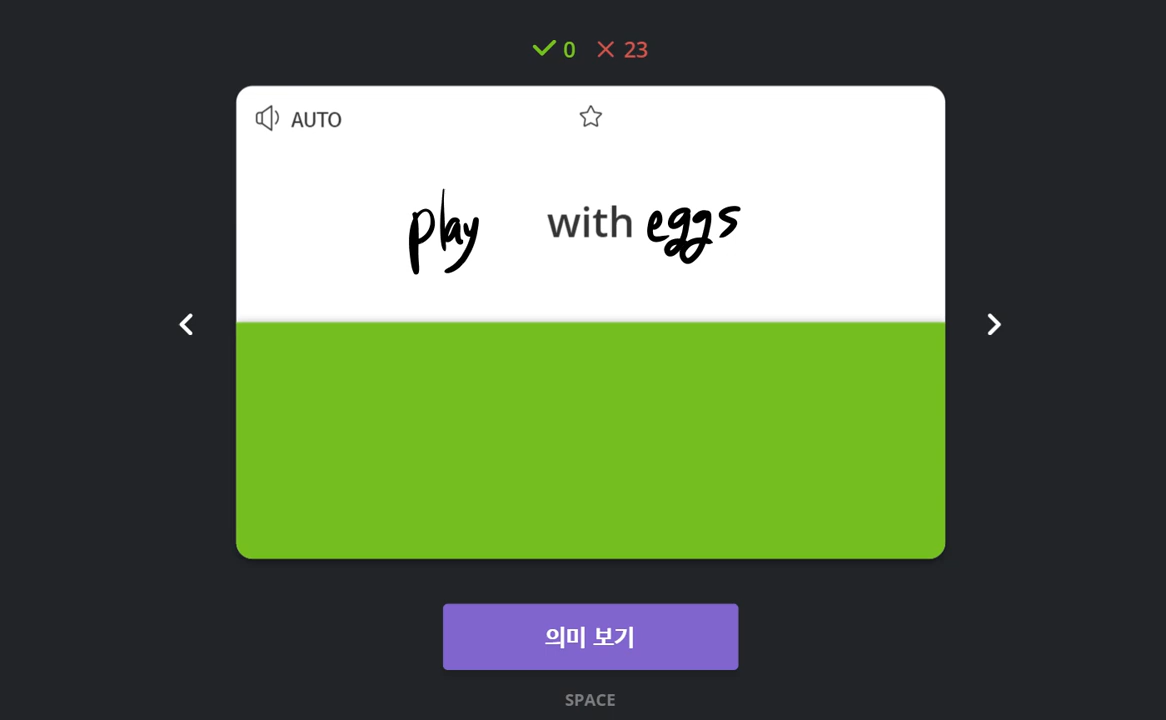 0 23
AUTO
play with eggs
의미 보기
SPACE